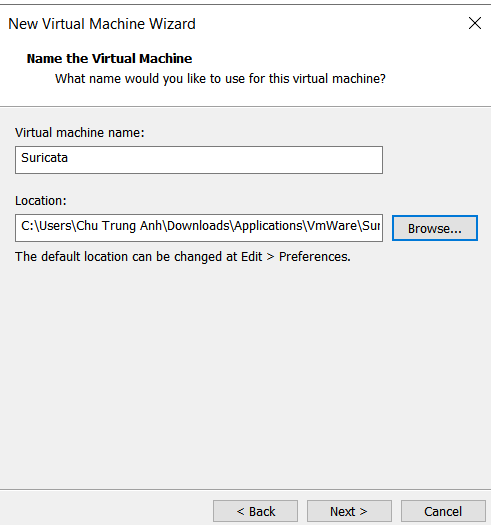 New Virtual Machine Wizard
Name the Virtual Machine
What name would you like to use for this virtual machine?
Virtual machine name:
Suricata
Location:
C:\Users\Chu Trung Anh\Downloads\Applications\VmWare\Sur
Browse...
The default location can be changed at Edit > Preferences.
< Back
Next >
Cancel